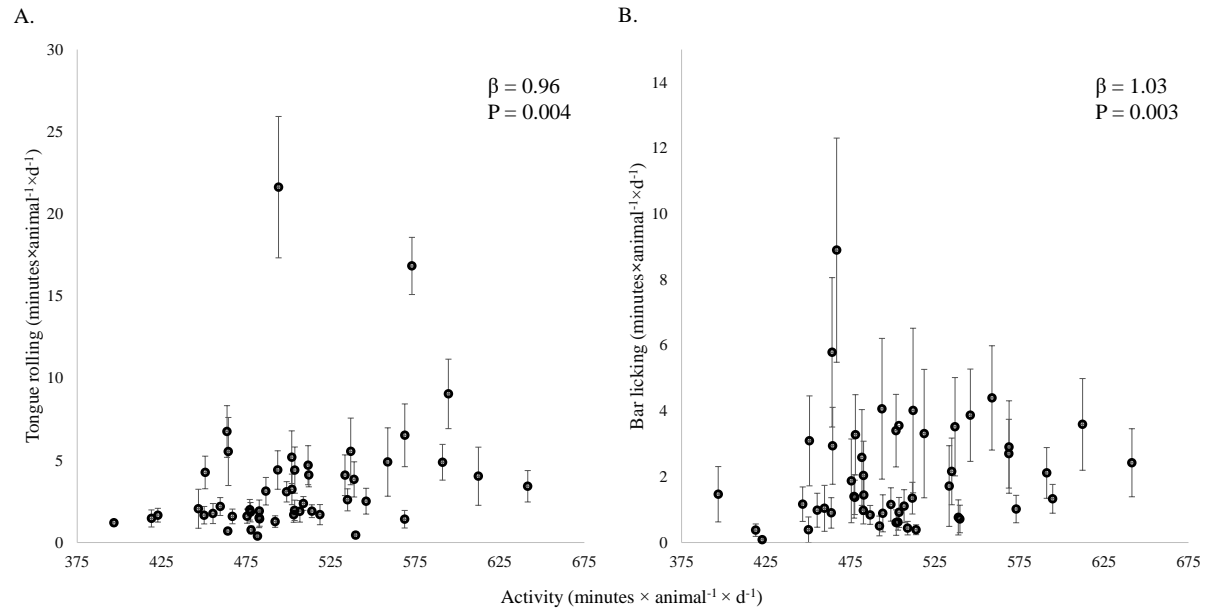 A.
B.
β = 0.96
P = 0.004
β = 1.03
P = 0.003
Tongue rolling (minutes×animal⁻¹×d⁻¹)
30
25
20
15
10
5
0
375 425 475 525 575 625 675
Bar licking (minutes×animal⁻¹×d⁻¹)
14
12
10
8
6
4
2
0
375 425 475 525 575 625 675
Activity (minutes × animal⁻¹ × d⁻¹)